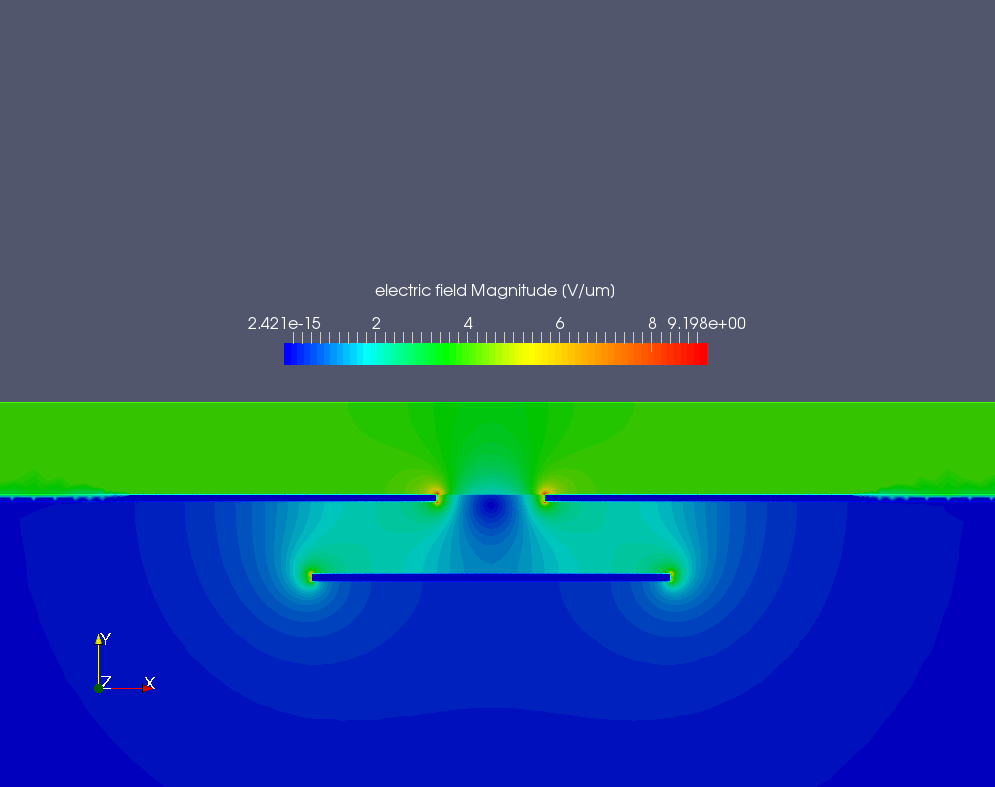 electric field Magnitude (V/um)
2.421e-15 2 4 6 8 9.198e+00
Y
Z X